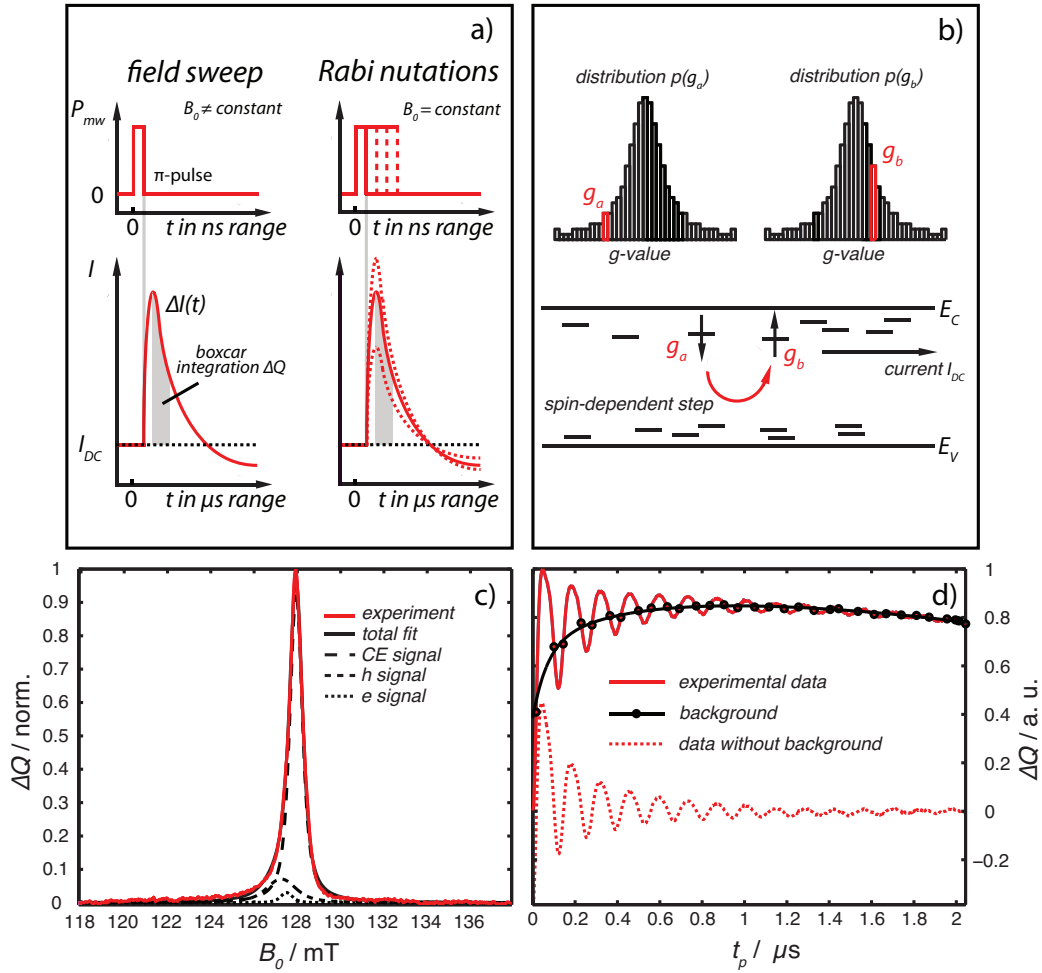 a)
field sweep
Rabi nutations
P_mw
B_0 ≠ constant
B_0 = constant
π-pulse
0
0
0
t in ns range
t in ns range
I
ΔI(t)
boxcar
integration ΔQ
I_DC
0
0
t in μs range
t in μs range
b)
distribution p(g_a)
distribution p(g_b)
g_a
g_b
g-value
g-value
E_C
g_a
g_b
current I_DC
spin-dependent step
E_V
c)
1
0.9
0.8
0.7
0.6
0.5
0.4
0.3
0.2
0.1
0
ΔQ / norm.
experiment
total fit
CE signal
h signal
e signal
118 120 122 124 126 128 130 132 134 136
B_0 / mT
d)
1
0.8
0.6
0.4
0.2
0
−0.2
ΔQ / a. u.
experimental data
background
data without background
0 0.2 0.4 0.6 0.8 1 1.2 1.4 1.6 1.8 2
t_p / μs